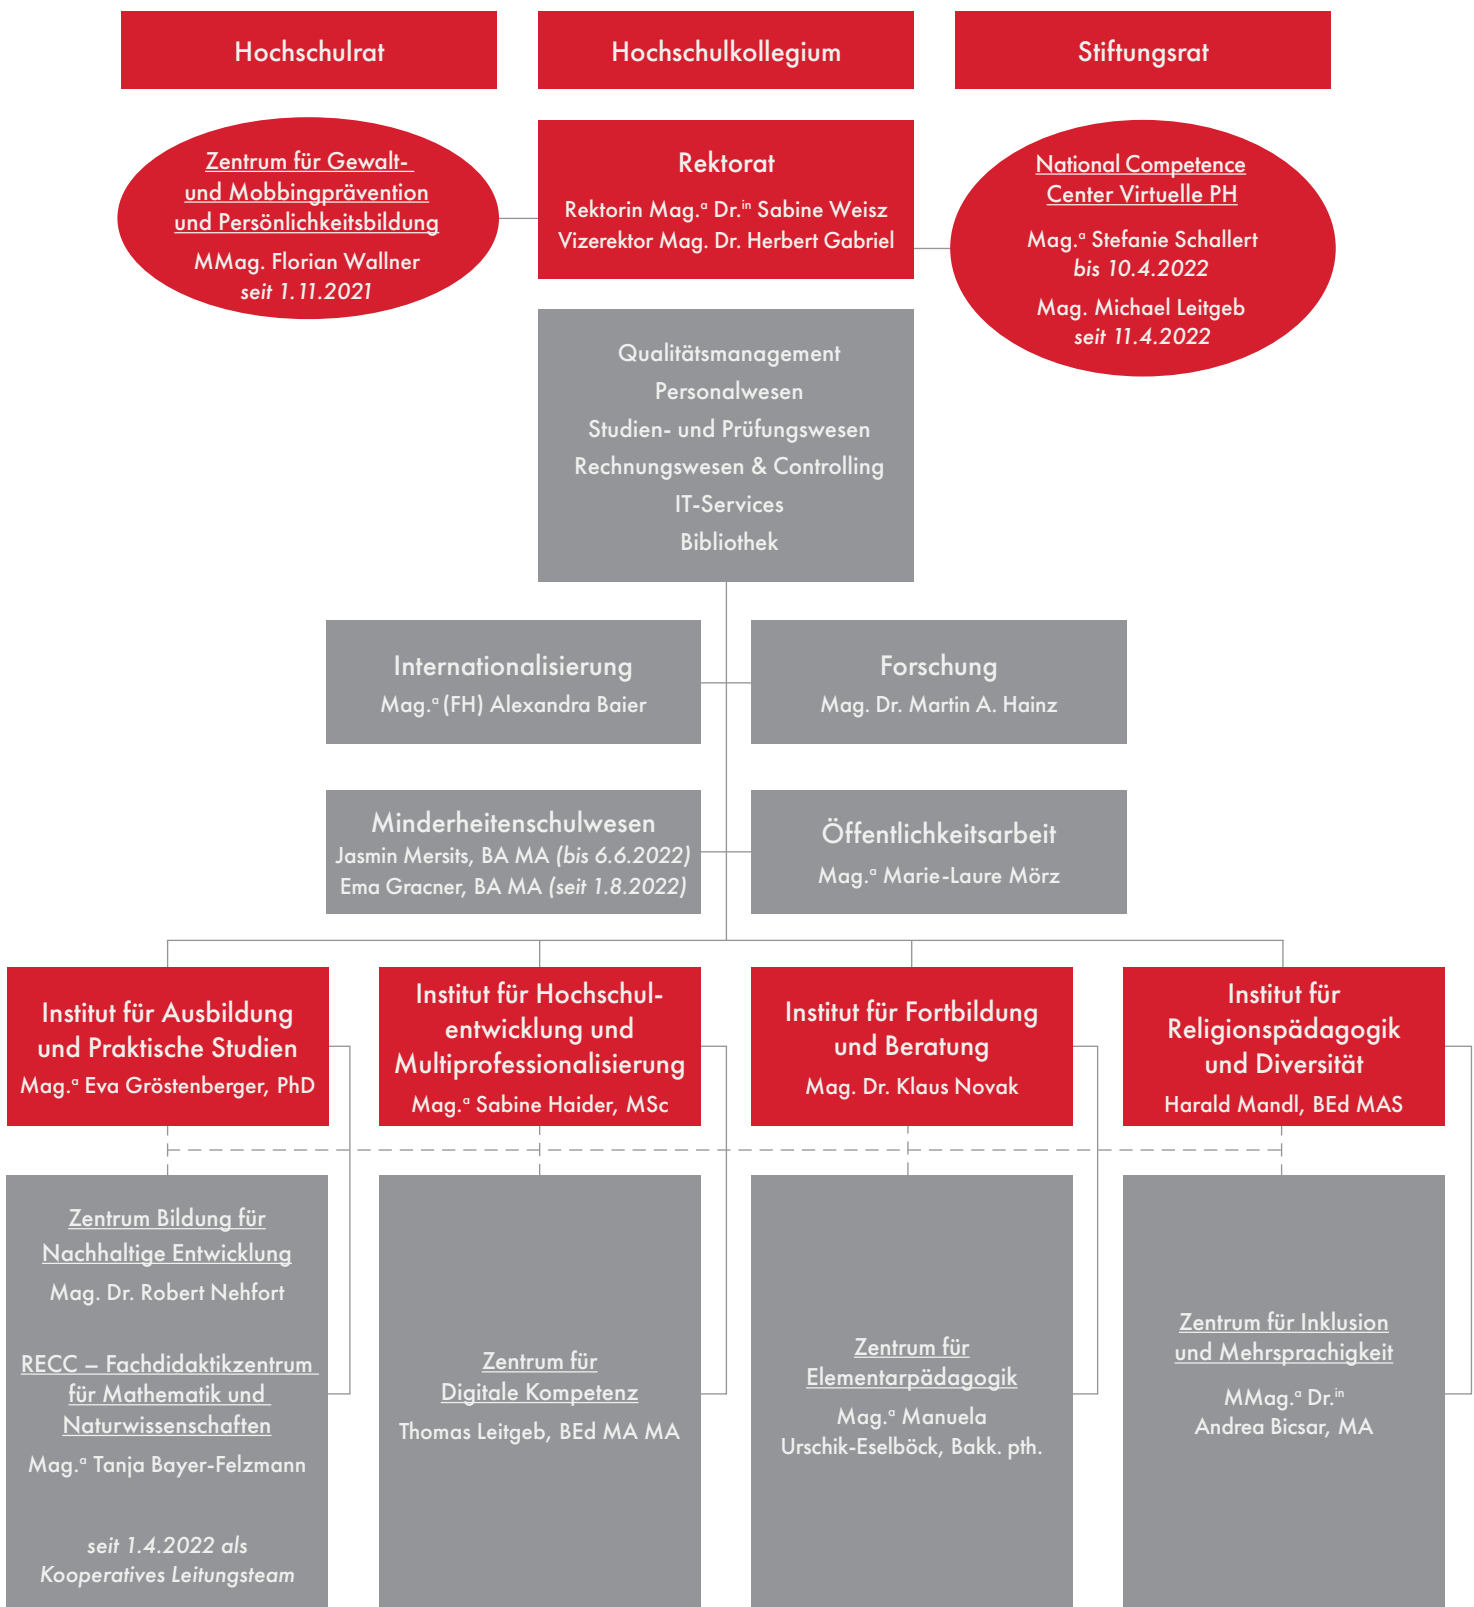 Hochschulrat
Hochschulkollegium
Stiftungsrat
Zentrum für Gewalt-
und Mobbingprävention
und Persönlichkeitsbildung
MMag. Florian Wallner
seit 1.11.2021
Rektorat
Rektorin Mag.ª Dr.ⁱⁿ Sabine Weisz
Vizerektor Mag. Dr. Herbert Gabriel
National Competence
Center Virtuelle PH
Mag.ª Stefanie Schallert
bis 10.4.2022
Mag. Michael Leitgeb
seit 11.4.2022
Qualitätsmanagement
Personalwesen
Studien- und Prüfungswesen
Rechnungswesen & Controlling
IT-Services
Bibliothek
Internationalisierung
Mag.ª (FH) Alexandra Baier
Forschung
Mag. Dr. Martin A. Hainz
Minderheitenschulwesen
Jasmin Mersits, BA MA (bis 6.6.2022)
Ema Gracner, BA MA (seit 1.8.2022)
Öffentlichkeitsarbeit
Mag.ª Marie-Laure Mörz
Institut für Ausbildung
und Praktische Studien
Mag.ª Eva Gröstenberger, PhD
Institut für Hochschul-
entwicklung und
Multiprofessionalisierung
Mag.ª Sabine Haider, MSc
Institut für Fortbildung
und Beratung
Mag. Dr. Klaus Novak
Institut für
Religionspädagogik
und Diversität
Harald Mandl, BEd MAS
Zentrum Bildung für
Nachhaltige Entwicklung
Mag. Dr. Robert Nehfort
RECC – Fachdidaktikzentrum
für Mathematik und
Naturwissenschaften
Mag.ª Tanja Bayer-Felzmann
seit 1.4.2022 als
Kooperatives Leitungsteam
Zentrum für
Digitale Kompetenz
Thomas Leitgeb, BEd MA MA
Zentrum für
Elementarpädagogik
Mag.ª Manuela
Urschik-Eselböck, Bakk. pth.
Zentrum für Inklusion
und Mehrsprachigkeit
MMag.ª Dr.ⁱⁿ
Andrea Bicsar, MA